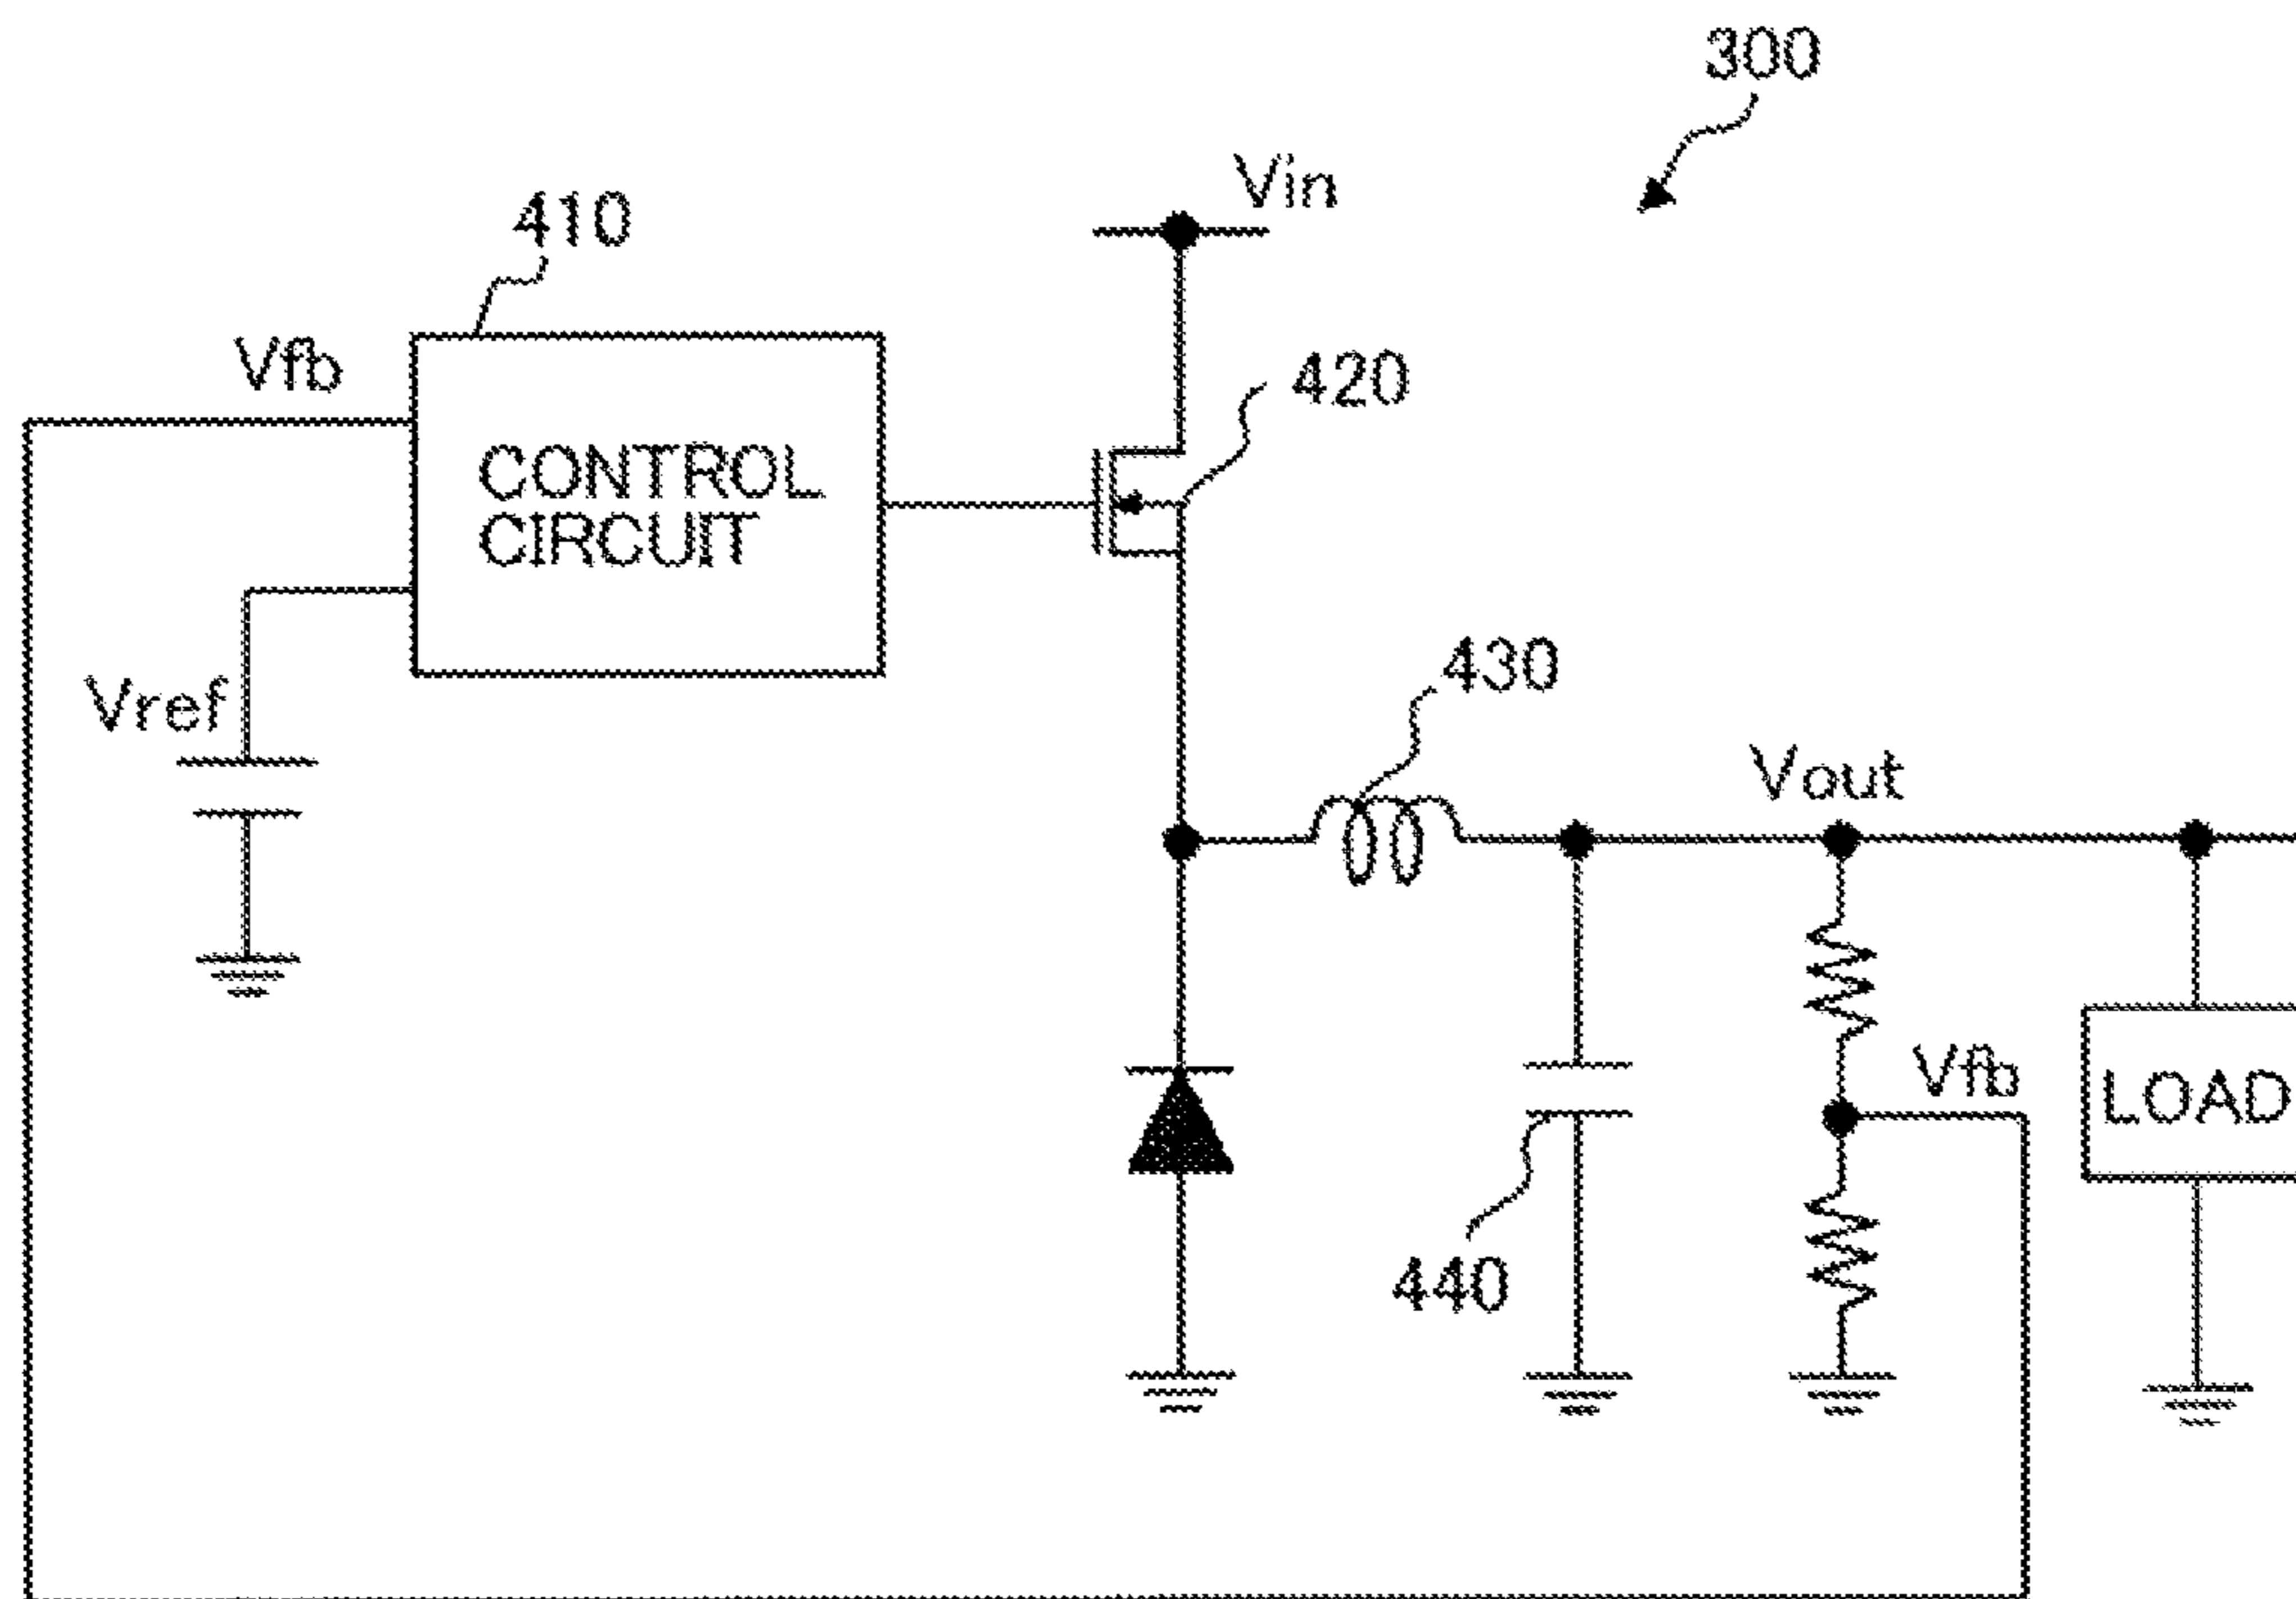 300
Vin
410
Vfb
420
CONTROL
CIRCUIT
430
Vref
Vout
Vfb
LOAD
440